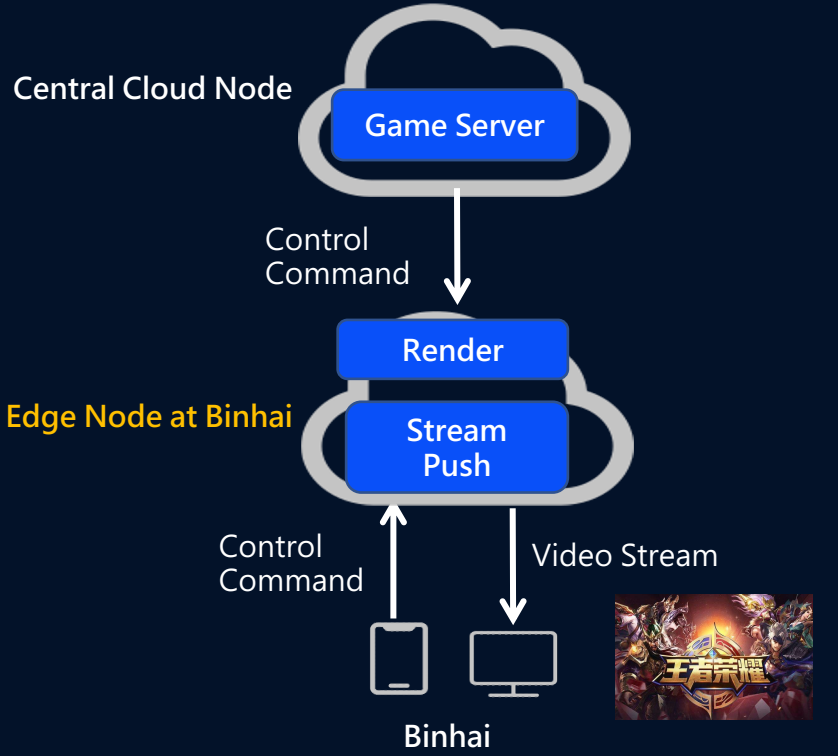 Central Cloud Node
Game Server
Control
Command
Render
Edge Node at Binhai
Stream
Push
Control
Command
Video Stream
王者荣耀
Binhai